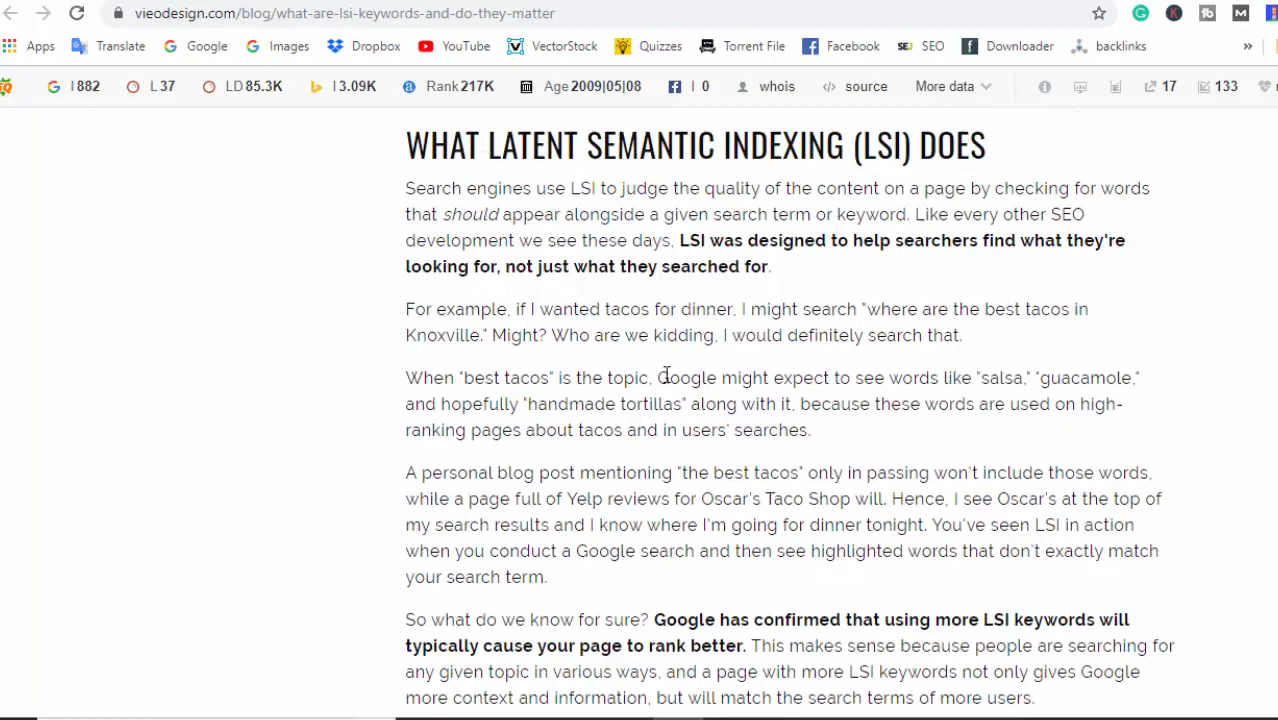 vieodesign.com/blog/what-are-lsi-keywords-and-do-they-matter
Apps Translate Google Images Dropbox YouTube VectorStock Quizzes Torrent File Facebook SEO Downloader backlinks »
I 882 L 37 LD 85.3K I 3.09K Rank 217K Age 2009|05|08 I 0 whois source More data 17 133
WHAT LATENT SEMANTIC INDEXING (LSI) DOES
Search engines use LSI to judge the quality of the content on a page by checking for words
that should appear alongside a given search term or keyword. Like every other SEO
development we see these days, LSI was designed to help searchers find what they're
looking for, not just what they searched for.
For example, if I wanted tacos for dinner, I might search "where are the best tacos in
Knoxville." Might? Who are we kidding, I would definitely search that.
When "best tacos" is the topic, Google might expect to see words like "salsa," "guacamole,"
and hopefully "handmade tortillas" along with it, because these words are used on high-
ranking pages about tacos and in users' searches.
A personal blog post mentioning "the best tacos" only in passing won't include those words,
while a page full of Yelp reviews for Oscar's Taco Shop will. Hence, I see Oscar's at the top of
my search results and I know where I'm going for dinner tonight. You've seen LSI in action
when you conduct a Google search and then see highlighted words that don't exactly match
your search term.
So what do we know for sure? Google has confirmed that using more LSI keywords will
typically cause your page to rank better. This makes sense because people are searching for
any given topic in various ways, and a page with more LSI keywords not only gives Google
more context and information, but will match the search terms of more users.